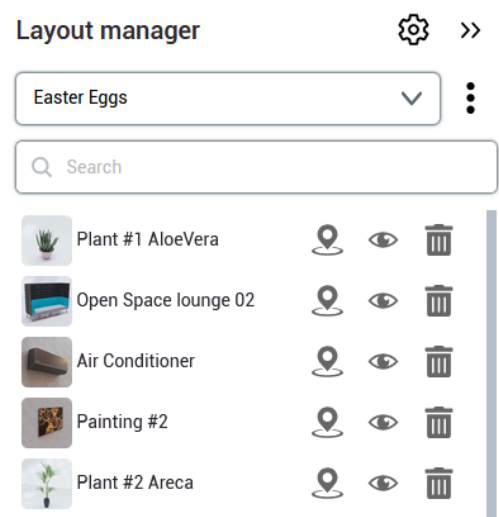 Layout manager
Easter Eggs
Search
Plant #1 AloeVera
Open Space lounge 02
Air Conditioner
Painting #2
Plant #2 Areca